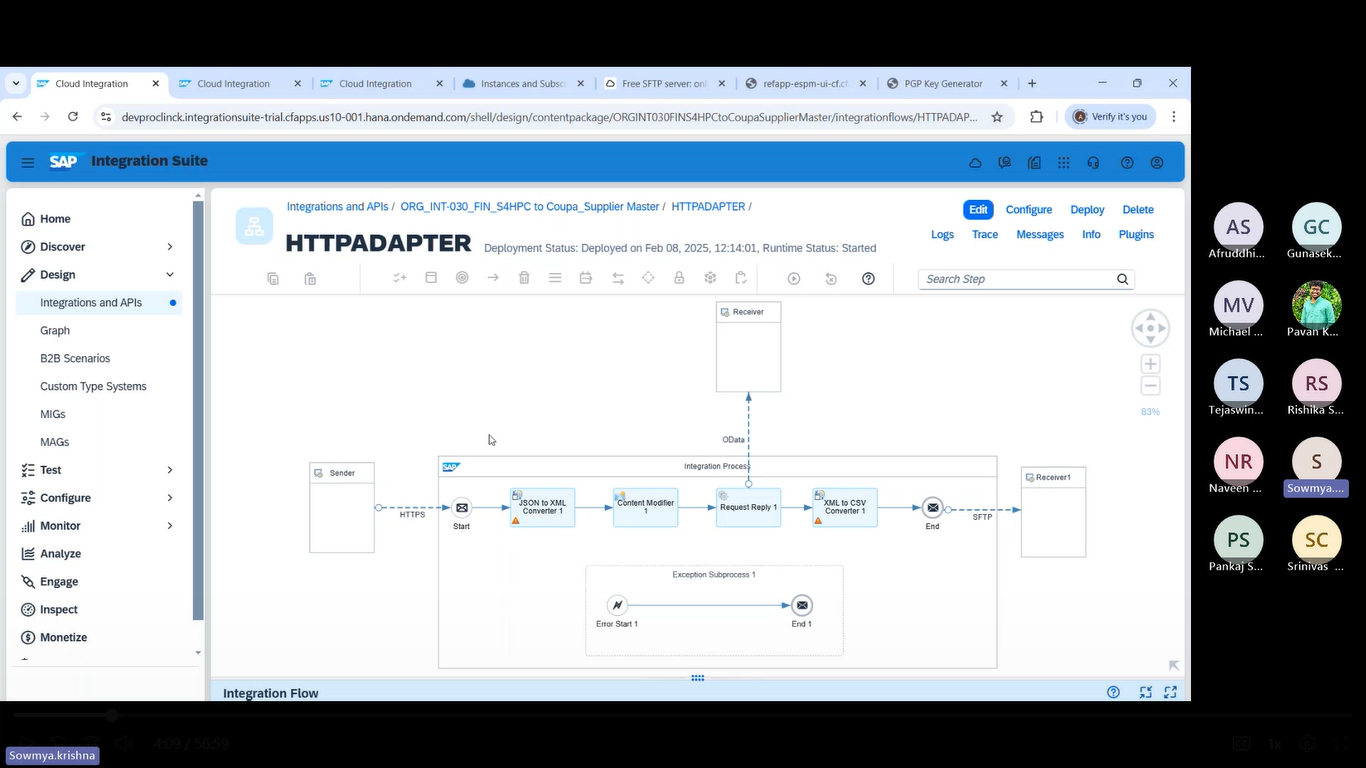 Cloud Integration
Cloud Integration
Cloud Integration
Instances and Subsc
Free SFTP server: onl
refapp-espm-ui-cf.cf
PGP Key Generator
devproclinck.integrationsuite-trial.cfapps.us10-001.hana.ondemand.com/shell/design/contentpackage/ORGINT030FINS4HPCtoCoupaSupplierMaster/integrationflows/HTTPADAP...
Verify it's you
SAP Integration Suite
Home
Discover
Design
Integrations and APIs
Graph
B2B Scenarios
Custom Type Systems
MIGs
MAGs
Test
Configure
Monitor
Analyze
Engage
Inspect
Monetize
Integrations and APIs / ORG_INT-030_FIN_S4HPC to Coupa_Supplier Master / HTTPADAPTER /
HTTPADAPTER Deployment Status: Deployed on Feb 08, 2025, 12:14:01, Runtime Status: Started
Edit Configure Deploy Delete
Logs Trace Messages Info Plugins
Search Step
Receiver
OData
83%
SAP Integration Process
Sender
HTTPS
Start
JSON to XML
Converter 1
Content Modifier
1
Request Reply 1
XML to CSV
Converter 1
End
SFTP
Receiver1
Exception Subprocess 1
Error Start 1
End 1
Integration Flow
AS
Afruddhi...
GC
Gunasek...
MV
Michael ...
Pavan K...
TS
Tejaswin...
RS
Rishika S...
NR
Naveen ...
S
Sowmya....
PS
Pankaj S...
SC
Srinivas ...
4:09 / 56:59
1x
Sowmya.krishna